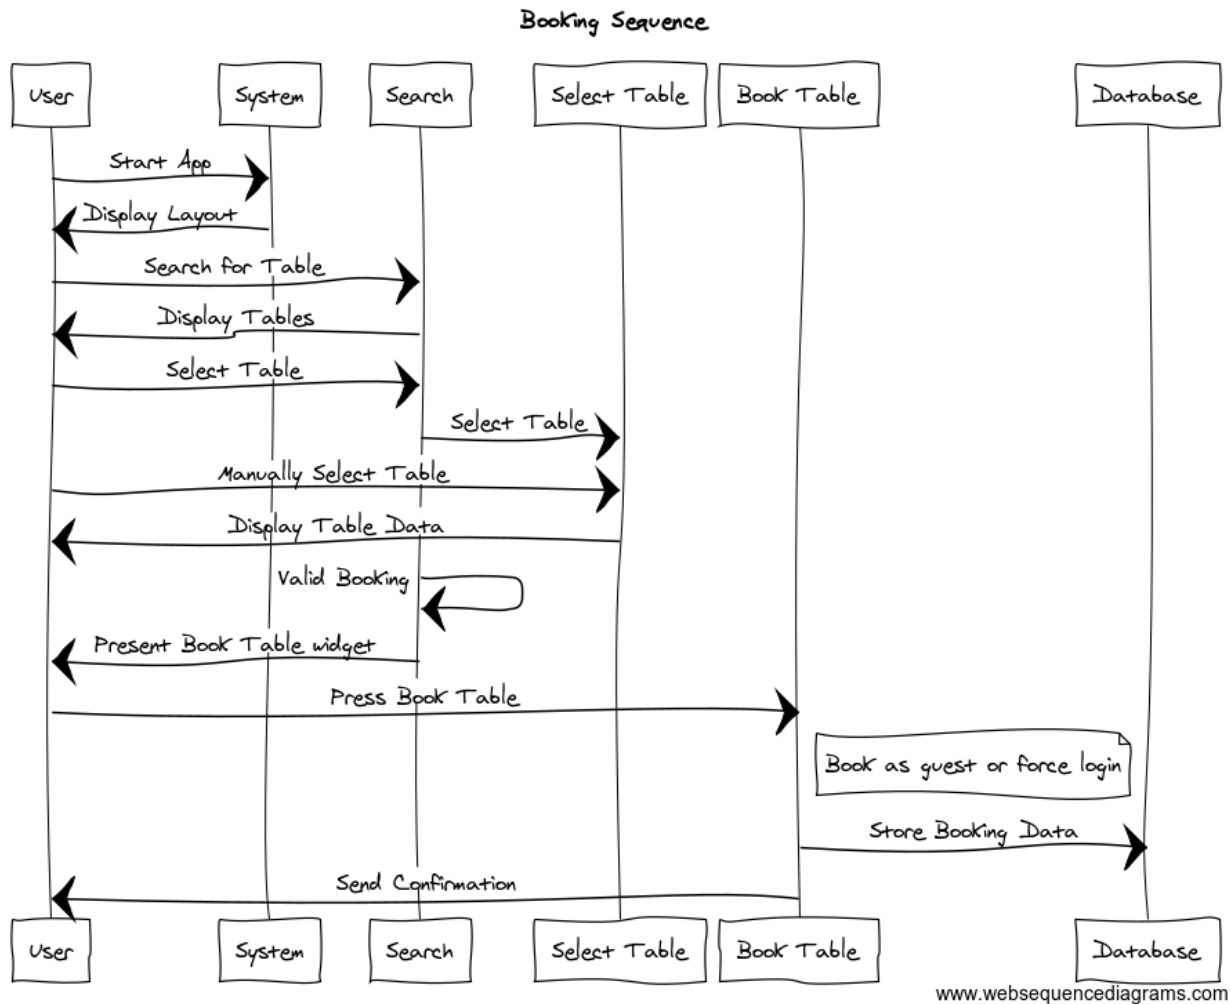 Booking Sequence
User System Search Select Table Book Table Database
Start App
Display Layout
Search for Table
Display Tables
Select Table
Select Table
Manually Select Table
Display Table Data
Valid Booking
Present Book Table widget
Press Book Table
Book as guest or force login
Store Booking Data
Send Confirmation
User System Search Select Table Book Table Database
www.websequencediagrams.com